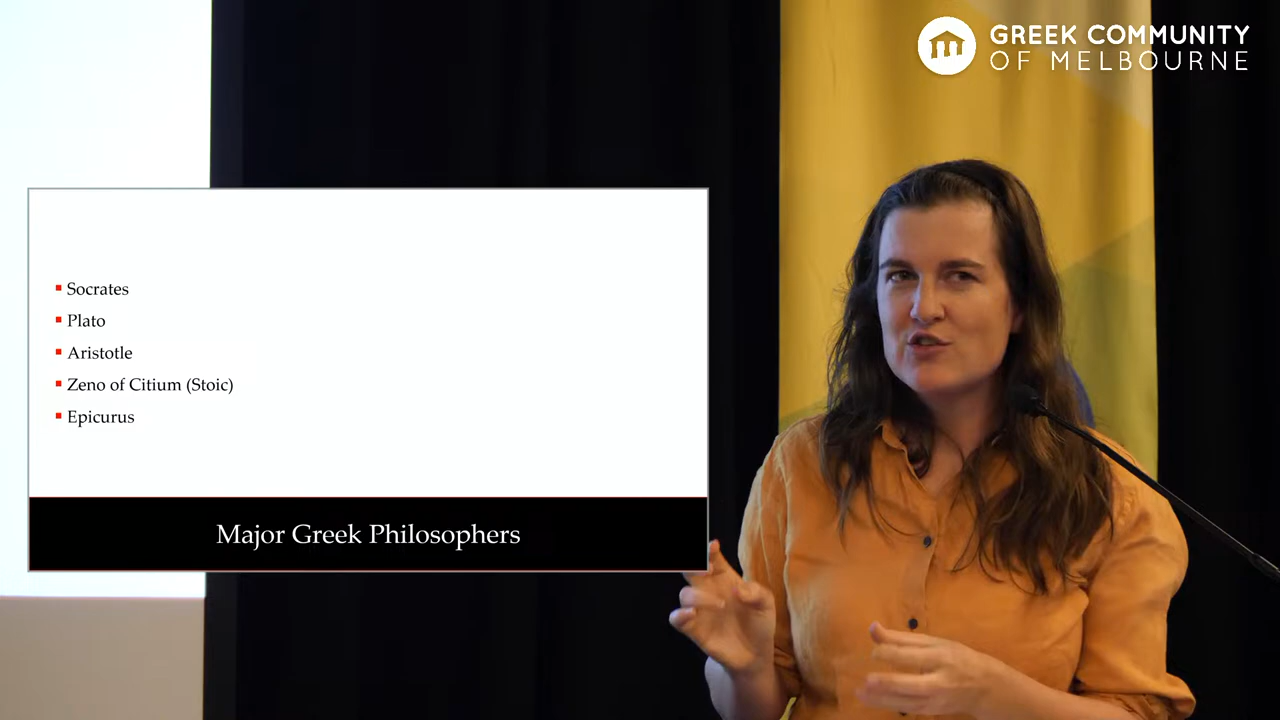 GREEK COMMUNITY
OF MELBOURNE
Socrates
Plato
Aristotle
Zeno of Citium (Stoic)
Epicurus
Major Greek Philosophers